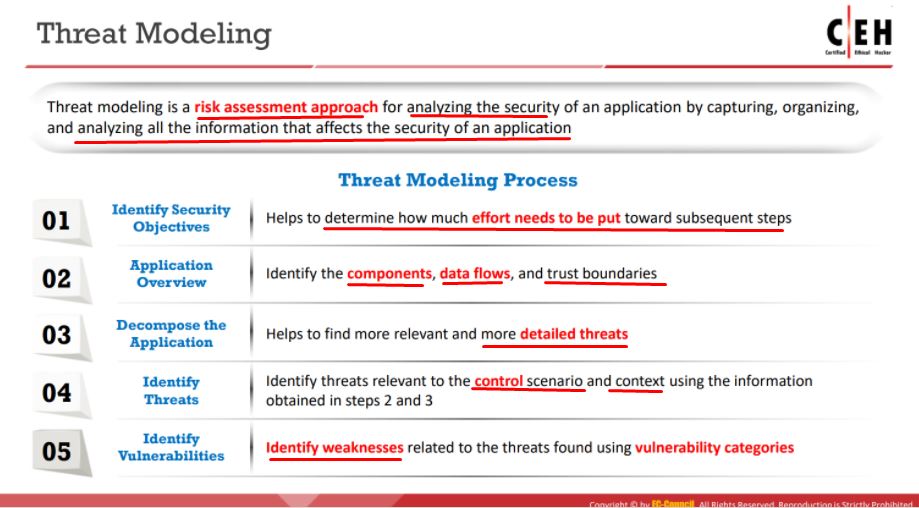 Threat Modeling
C|EH
Certified Ethical Hacker
Threat modeling is a risk assessment approach for analyzing the security of an application by capturing, organizing,
and analyzing all the information that affects the security of an application
Threat Modeling Process
01
Identify Security
Objectives
Helps to determine how much effort needs to be put toward subsequent steps
02
Application
Overview
Identify the components, data flows, and trust boundaries
03
Decompose the
Application
Helps to find more relevant and more detailed threats
04
Identify
Threats
Identify threats relevant to the control scenario and context using the information
obtained in steps 2 and 3
05
Identify
Vulnerabilities
Identify weaknesses related to the threats found using vulnerability categories
Copyright © by EC-Council. All Rights Reserved. Reproduction is Strictly Prohibited.